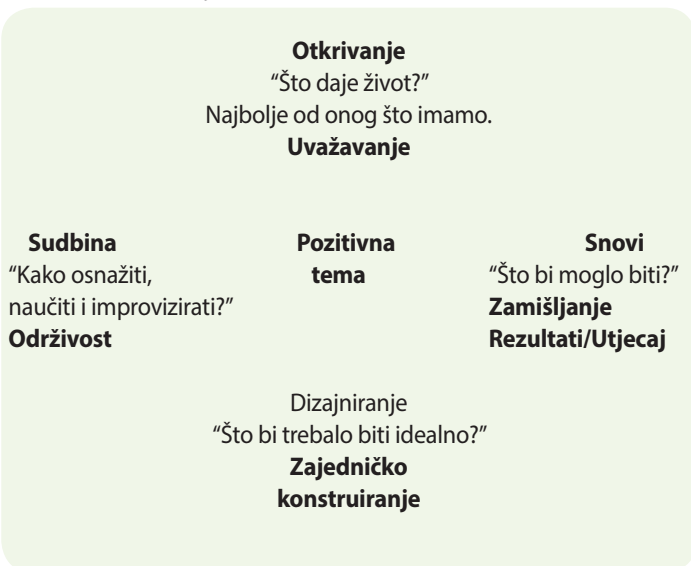 Otkrivanje
“Što daje život?”
Najbolje od onog što imamo.
Uvažavanje
Sudbina
“Kako osnažiti,
naučiti i improvizirati?”
Održivost
Pozitivna
tema
Snovi
“Što bi moglo biti?”
Zamišljanje
Rezultati/Utjecaj
Dizajniranje
“Što bi trebalo biti idealno?”
Zajedničko
konstruiranje